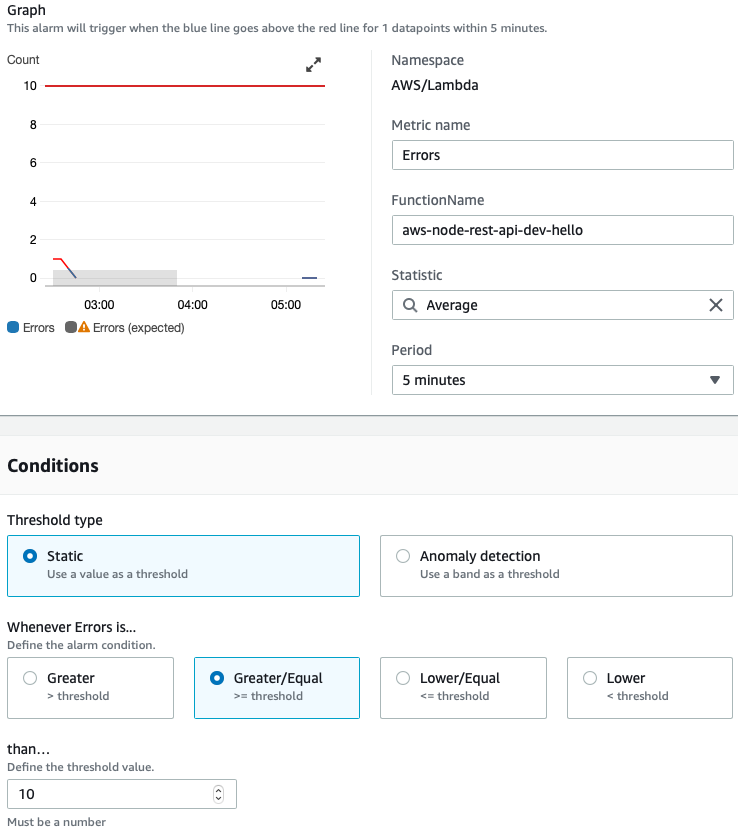 Graph
This alarm will trigger when the blue line goes above the red line for 1 datapoints within 5 minutes.
Count
10
8
6
4
2
0
03:00 04:00 05:00
Errors Errors (expected)
Namespace
AWS/Lambda
Metric name
Errors
FunctionName
aws-node-rest-api-dev-hello
Statistic
Average
Period
5 minutes
Conditions
Threshold type
Static
Use a value as a threshold
Anomaly detection
Use a band as a threshold
Whenever Errors is...
Define the alarm condition.
Greater
> threshold
Greater/Equal
>= threshold
Lower/Equal
<= threshold
Lower
< threshold
than...
Define the threshold value.
10
Must be a number